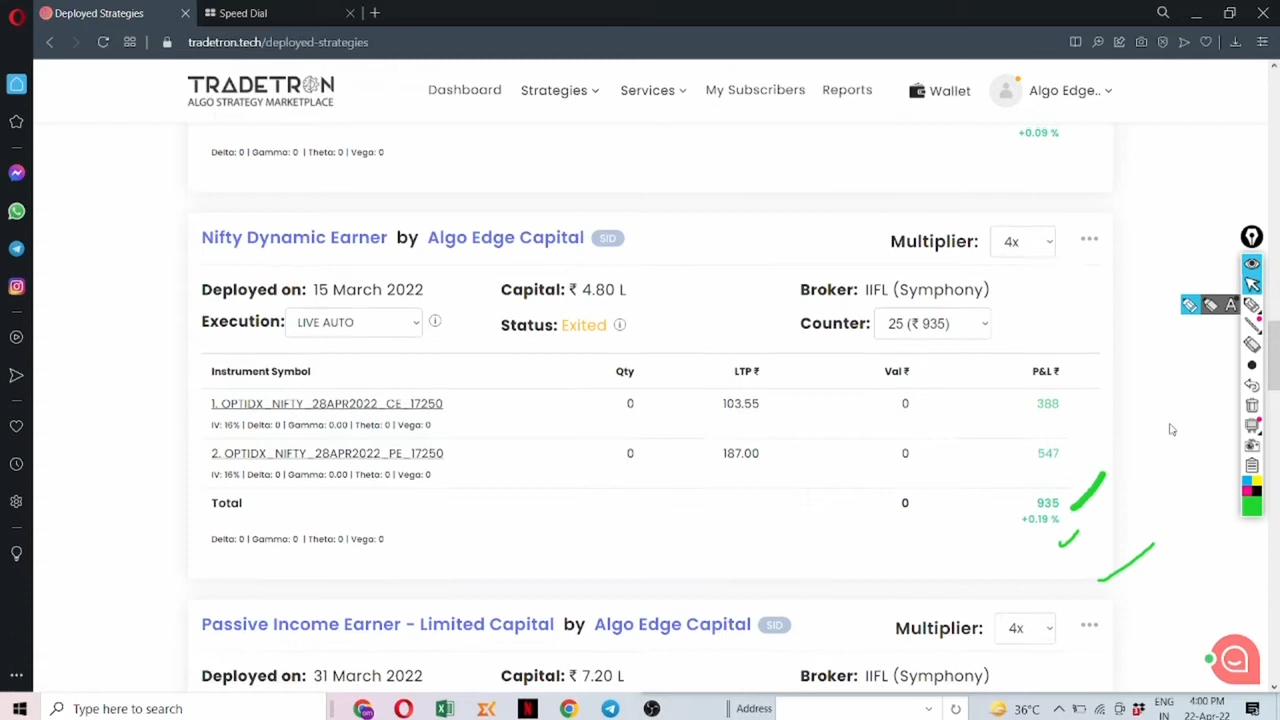 Deployed Strategies
Speed Dial
tradetron.tech/deployed-strategies
TRADETRON
ALGO STRATEGY MARKETPLACE
Dashboard Strategies Services My Subscribers Reports Wallet Algo Edge..
+0.09 %
Delta: 0 | Gamma: 0 | Theta: 0 | Vega: 0
Nifty Dynamic Earner by Algo Edge Capital SID Multiplier: 4x
Deployed on: 15 March 2022 Capital: ₹ 4.80 L Broker: IIFL (Symphony)
Execution: LIVE AUTO Status: Exited Counter: 25 (₹ 935)
Instrument Symbol Qty LTP ₹ Val ₹ P&L ₹
1. OPTIDX_NIFTY_28APR2022_CE_17250 0 103.55 0 388
IV: 16% | Delta: 0 | Gamma: 0.00 | Theta: 0 | Vega: 0
2. OPTIDX_NIFTY_28APR2022_PE_17250 0 187.00 0 547
IV: 16% | Delta: 0 | Gamma: 0.00 | Theta: 0 | Vega: 0
Total 0 935
+0.19 %
Delta: 0 | Gamma: 0 | Theta: 0 | Vega: 0
Passive Income Earner - Limited Capital by Algo Edge Capital SID Multiplier: 4x
Deployed on: 31 March 2022 Capital: ₹ 7.20 L Broker: IIFL (Symphony)
Type here to search
Address
36°C
ENG
IN
4:00 PM
22-Apr-22